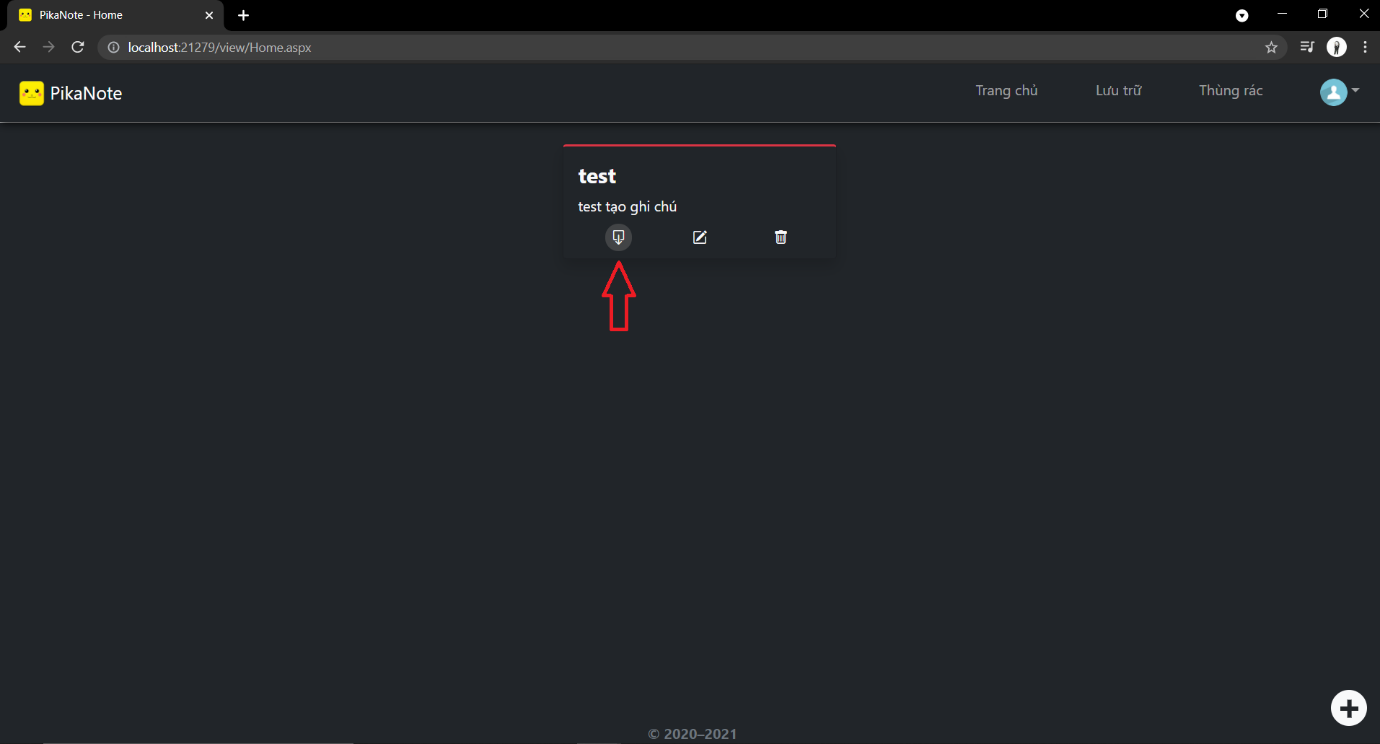 PikaNote - Home
localhost:21279/view/Home.aspx
PikaNote
Trang chủ
Lưu trữ
Thùng rác
test
test tạo ghi chú
© 2020–2021